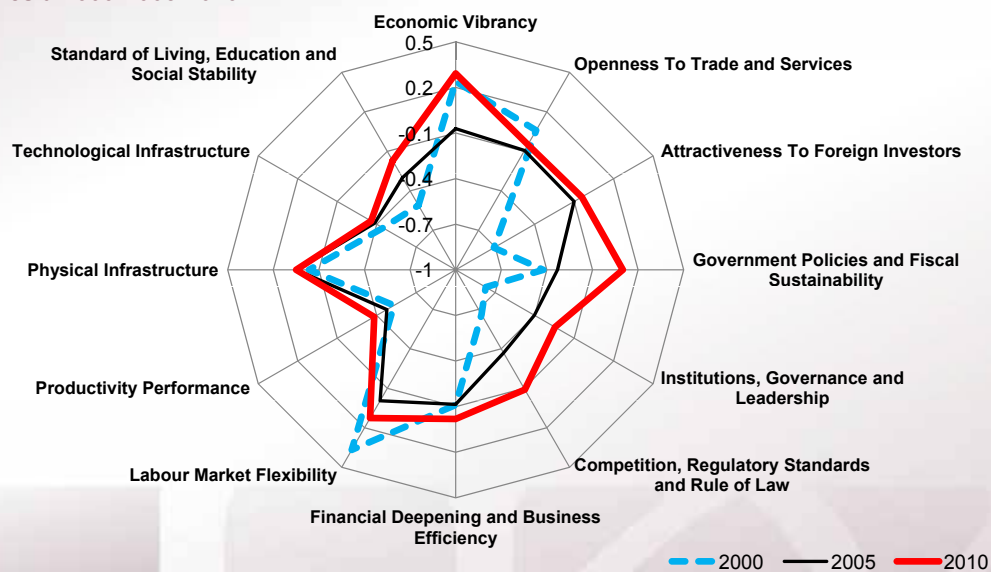 Economic Vibrancy
0.5
Standard of Living, Education and
Social Stability
Openness To Trade and Services
0.2
Technological Infrastructure
-0.1
Attractiveness To Foreign Investors
-0.4
-0.7
Physical Infrastructure
-1
Government Policies and Fiscal
Sustainability
Productivity Performance
Institutions, Governance and
Leadership
Labour Market Flexibility
Competition, Regulatory Standards
and Rule of Law
Financial Deepening and Business
Efficiency
2000 2005 2010